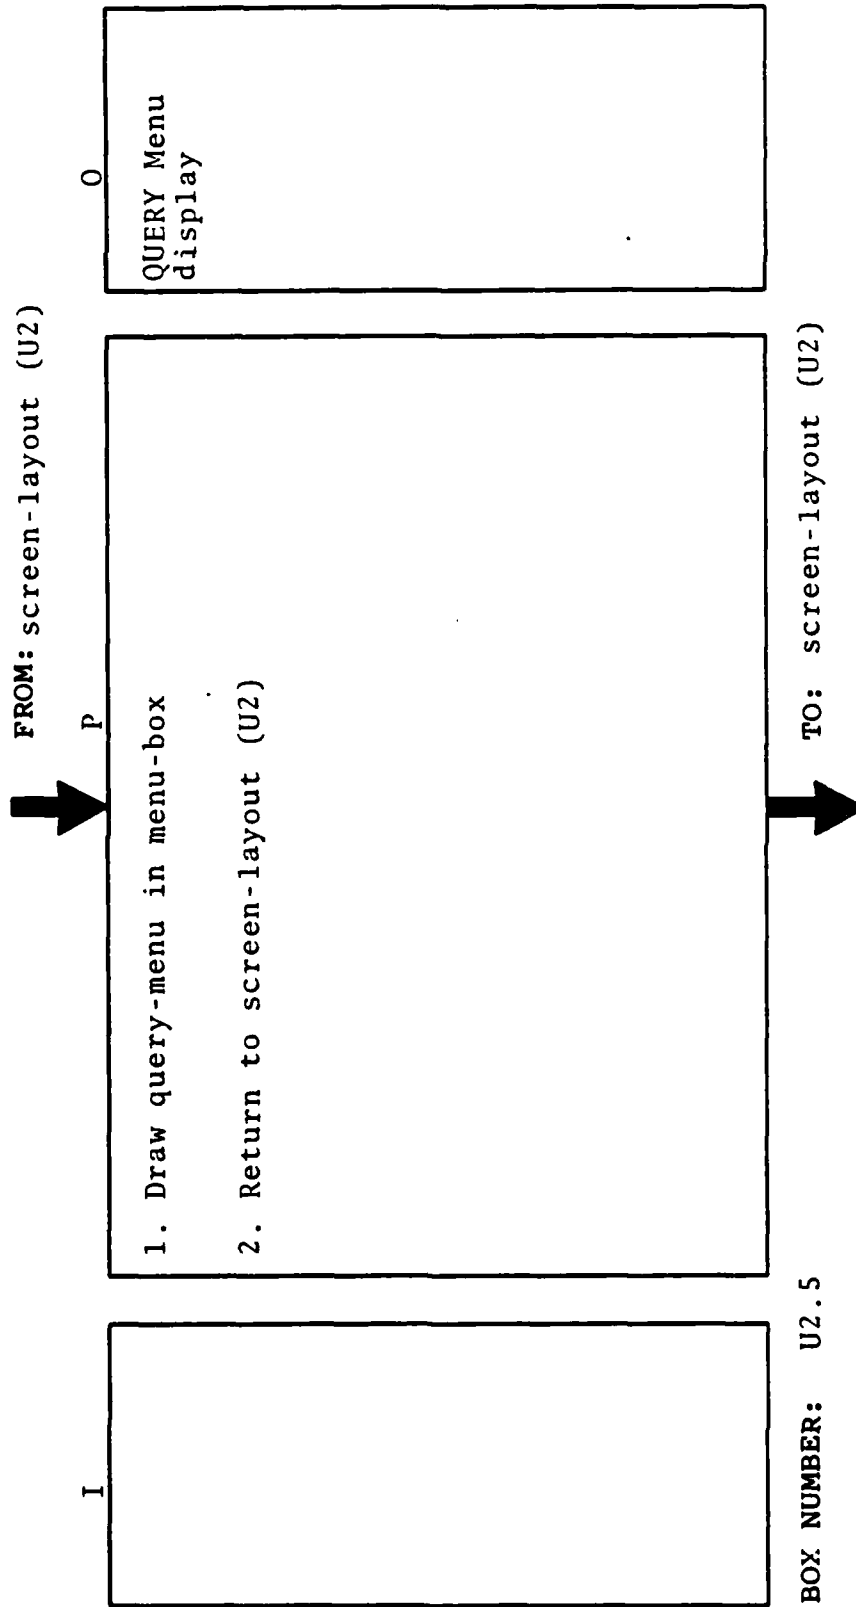 FROM: screen-layout (U2)
I
P
O
1. Draw query-menu in menu-box
2. Return to screen-layout (U2)
QUERY Menu
display
BOX NUMBER: U2.5
TO: screen-layout (U2)